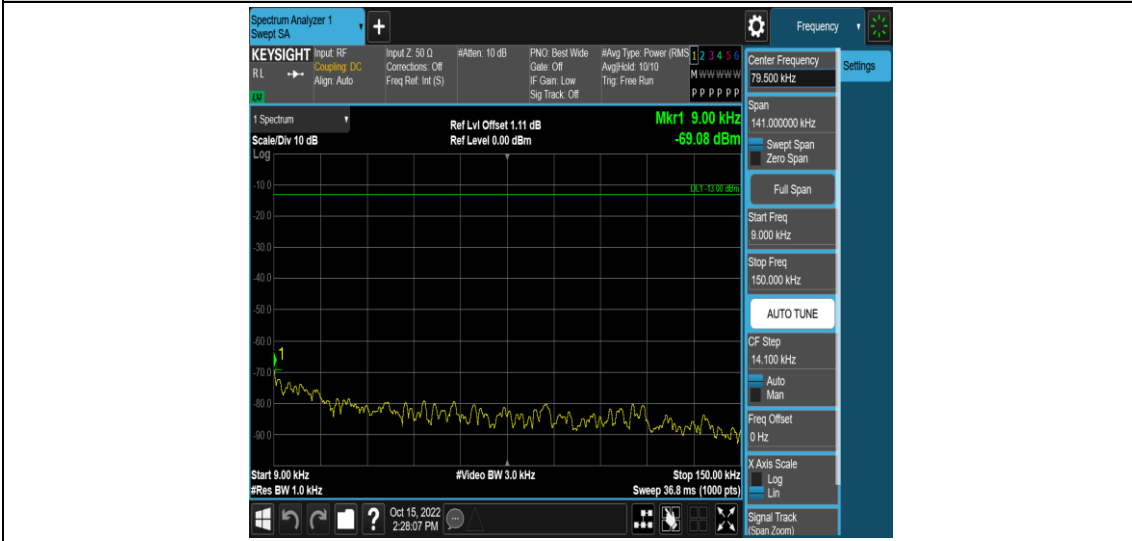 Spectrum Analyzer 1
Swept SA
+
Frequency
KEYSIGHT Input: RF Input Z: 50 Ω #Atten: 10 dB PNO: Best Wide #Avg Type: Power (RMS 1 2 3 4 5 6
RL Coupling: DC Corrections: Off Gate: Off Avg|Hold: 10/10 M W W W W W
Align: Auto Freq Ref: Int (S) IF Gain: Low Trig: Free Run
Sig Track: Off P P P P P P
1 Spectrum
Scale/Div 10 dB
Ref Lvl Offset 1.11 dB
Ref Level 0.00 dBm
Mkr1 9.00 kHz
-69.08 dBm
Log
DL1 -13.00 dBm
-10.0
-20.0
-30.0
-40.0
-50.0
-60.0
1
-70.0
-80.0
-90.0
Start 9.00 kHz #Video BW 3.0 kHz Stop 150.00 kHz
#Res BW 1.0 kHz Sweep 36.8 ms (1000 pts)
? Oct 15, 2022
2:28:07 PM
Center Frequency
79.500 kHz
Settings
Span
141.000000 kHz
Swept Span
Zero Span
Full Span
Start Freq
9.000 kHz
Stop Freq
150.000 kHz
AUTO TUNE
CF Step
14.100 kHz
Auto
Man
Freq Offset
0 Hz
X Axis Scale
Log
Lin
Signal Track
(Span Zoom)